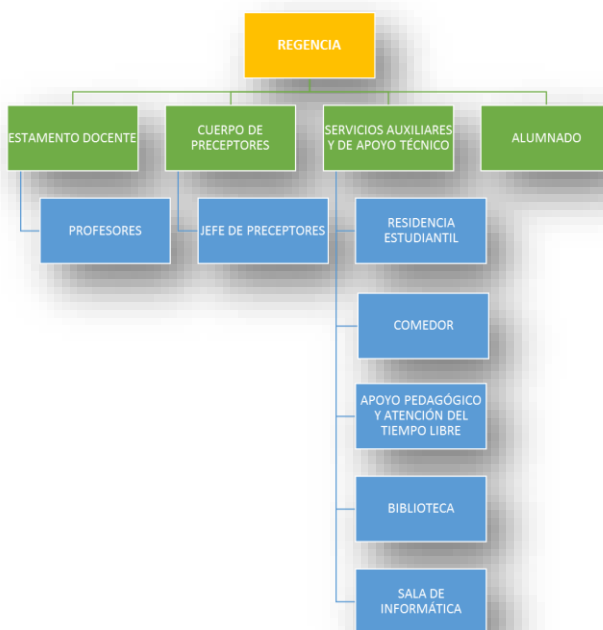 REGENCIA
ESTAMENTO DOCENTE
CUERPO DE
PRECEPTORES
SERVICIOS AUXILIARES
Y DE APOYO TÉCNICO
ALUMNADO
PROFESORES
JEFE DE PRECEPTORES
RESIDENCIA
ESTUDIANTIL
COMEDOR
APOYO PEDAGÓGICO
Y ATENCIÓN DEL
TIEMPO LIBRE
BIBLIOTECA
SALA DE
INFORMÁTICA